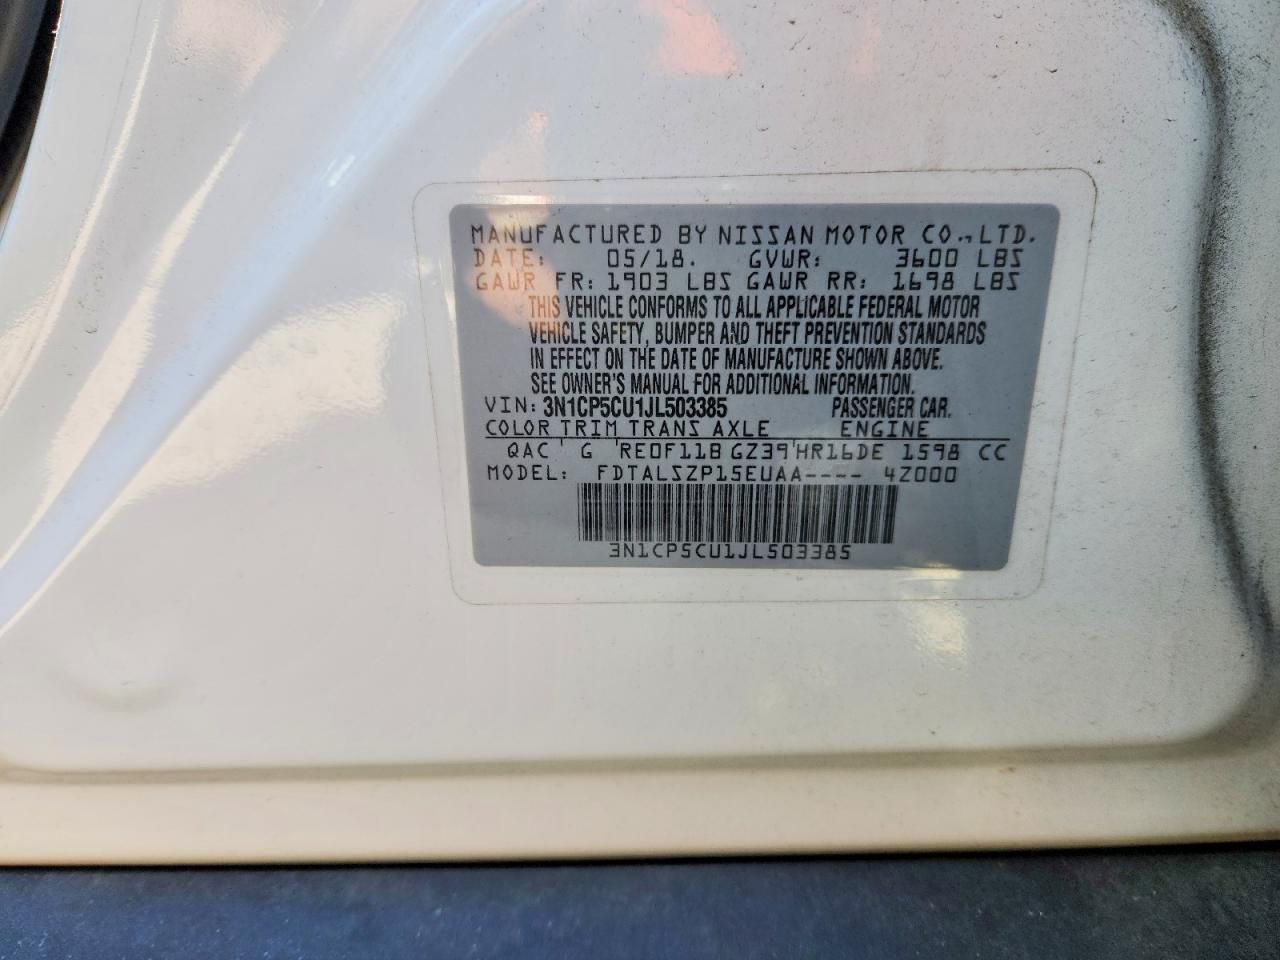 MANUFACTURED BY NISSAN MOTOR CO., LTD.
DATE: 05/18. GVWR: 3600 LBS
GAWR FR: 1903 LBS GAWR RR: 1698 LBS
THIS VEHICLE CONFORMS TO ALL APPLICABLE FEDERAL MOTOR
VEHICLE SAFETY, BUMPER AND THEFT PREVENTION STANDARDS
IN EFFECT ON THE DATE OF MANUFACTURE SHOWN ABOVE.
SEE OWNER'S MANUAL FOR ADDITIONAL INFORMATION.
VIN: 3N1CP5CU1JL503385 PASSENGER CAR.
COLOR TRIM TRANS AXLE ENGINE
QAC ' G ' RE0F11B GZ39 ' HR16DE 1598 CC
MODEL: FDTALSZP15EUAA---- 4Z000
3N1CP5CU1JL503385